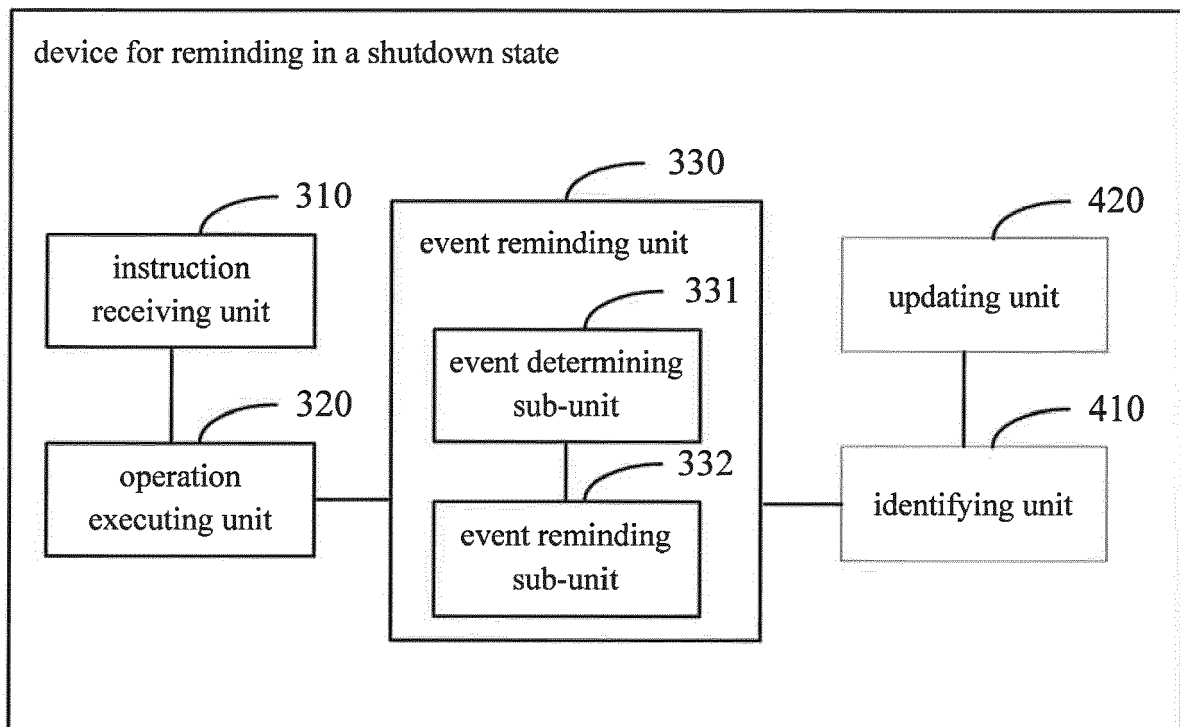 device for reminding in a shutdown state
310
instruction
receiving unit
320
operation
executing unit
330
event reminding unit
331
event determining
sub-unit
332
event reminding
sub-unit
420
updating unit
410
identifying unit